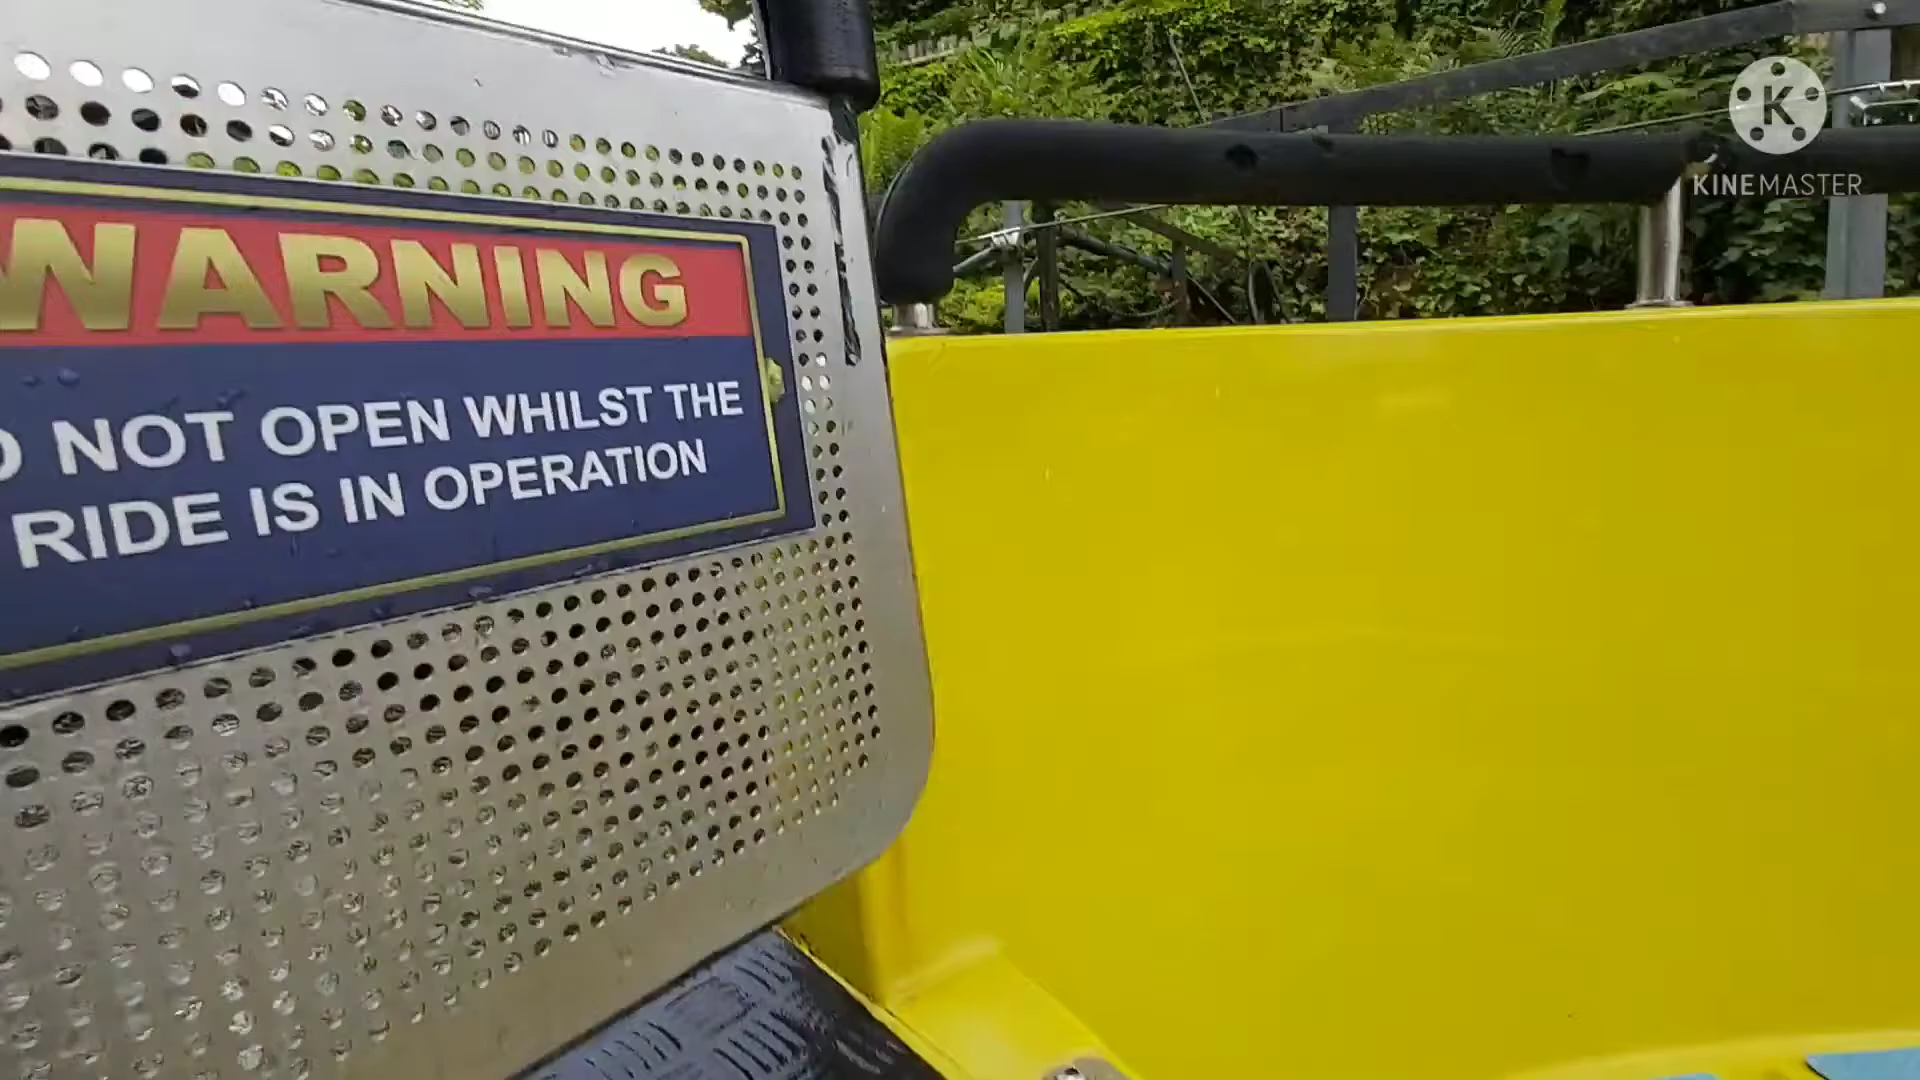 WARNING
NOT OPEN WHILST THE
RIDE IS IN OPERATION
K
KINEMASTER